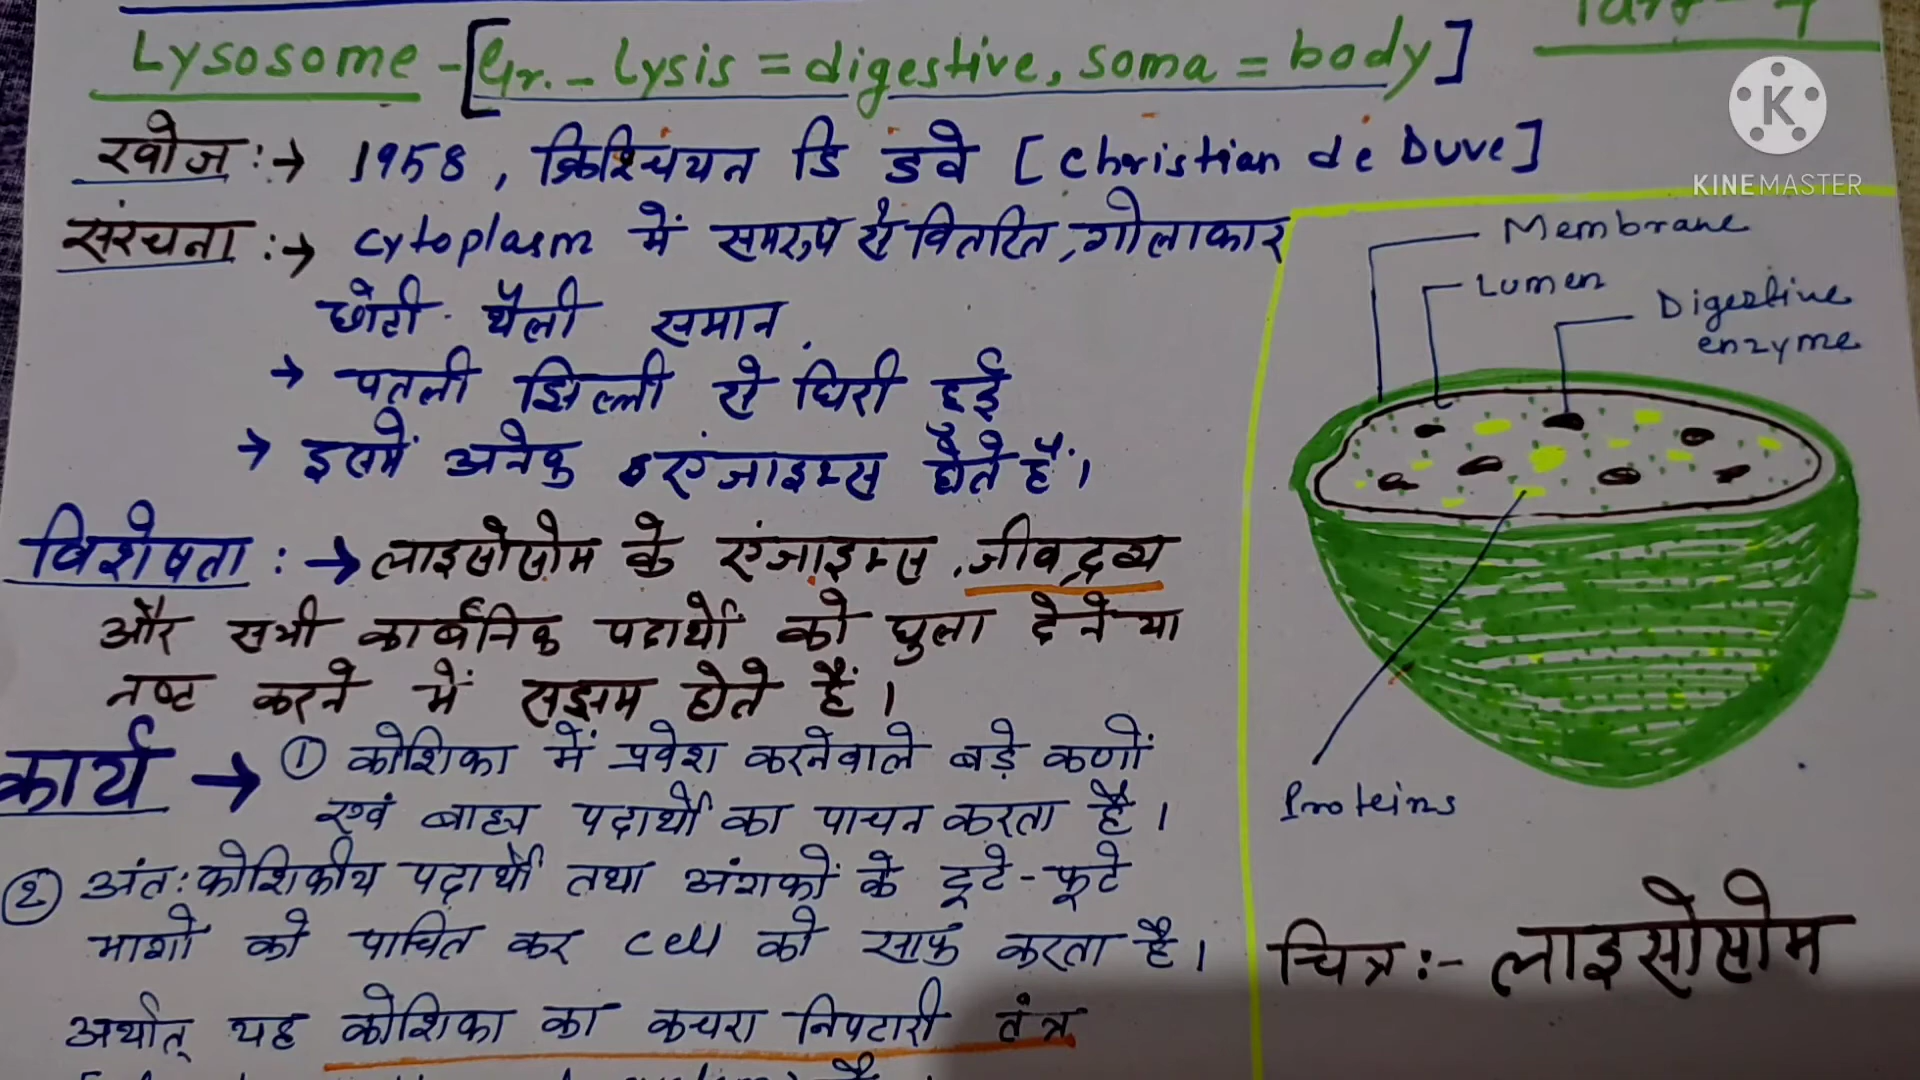 Part - 7
Lysosome - [Gr. - Lysis = digestive, soma = body]
KINEMASTER
खोज :→ 1958, क्रिश्चियन डि डवे [Christian de Duve]
संरचना :→ Cytoplasm में समरुप से वितरित, गोलाकार
छोटी थैली समान
→ पतली झिल्ली से घिरी हुई
→ इसमें अनेक एंजाइम्स होते हैं।
विशेषता :→ लाइसोसोम के एंजाइम्स, जीवद्रव्य
और सभी कार्बनिक पदार्थों को घुला देने या
नष्ट करने में सक्षम होते हैं।
कार्य → ① कोशिका में प्रवेश करनेवाले बड़े कणों
एवं बाह्य पदार्थों का पाचन करता है।
② अंत:कोशिकीय पदार्थों तथा अंगकों के टूटे-फूटे
भागों को पाचित कर cell को साफ करता है।
अर्थात् यह कोशिका का कचरा निपटारी तंत्र
Membrane
Lumen
Digestive
enzyme
Proteins
चित्र :- लाइसोसोम